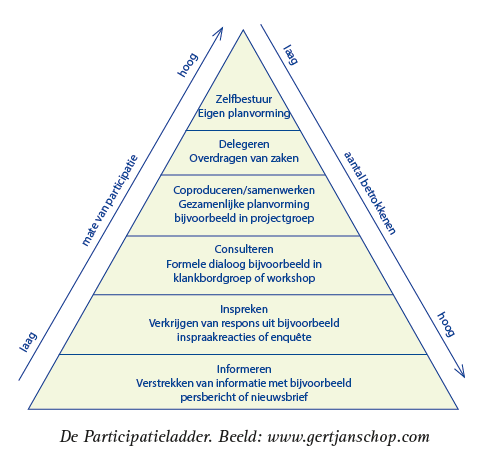 hoog
mate van participatie
laag
laag
aantal betrokkenen
hoog
Zelfbestuur
Eigen planvorming
Delegeren
Overdragen van zaken
Coproduceren/samenwerken
Gezamenlijke planvorming
bijvoorbeeld in projectgroep
Consulteren
Formele dialoog bijvoorbeeld in
klankbordgroep of workshop
Inspreken
Verkrijgen van respons uit bijvoorbeeld
inspraakreacties of enquête
Informeren
Verstrekken van informatie met bijvoorbeeld
persbericht of nieuwsbrief
De Participatieladder. Beeld: www.gertjanschop.com